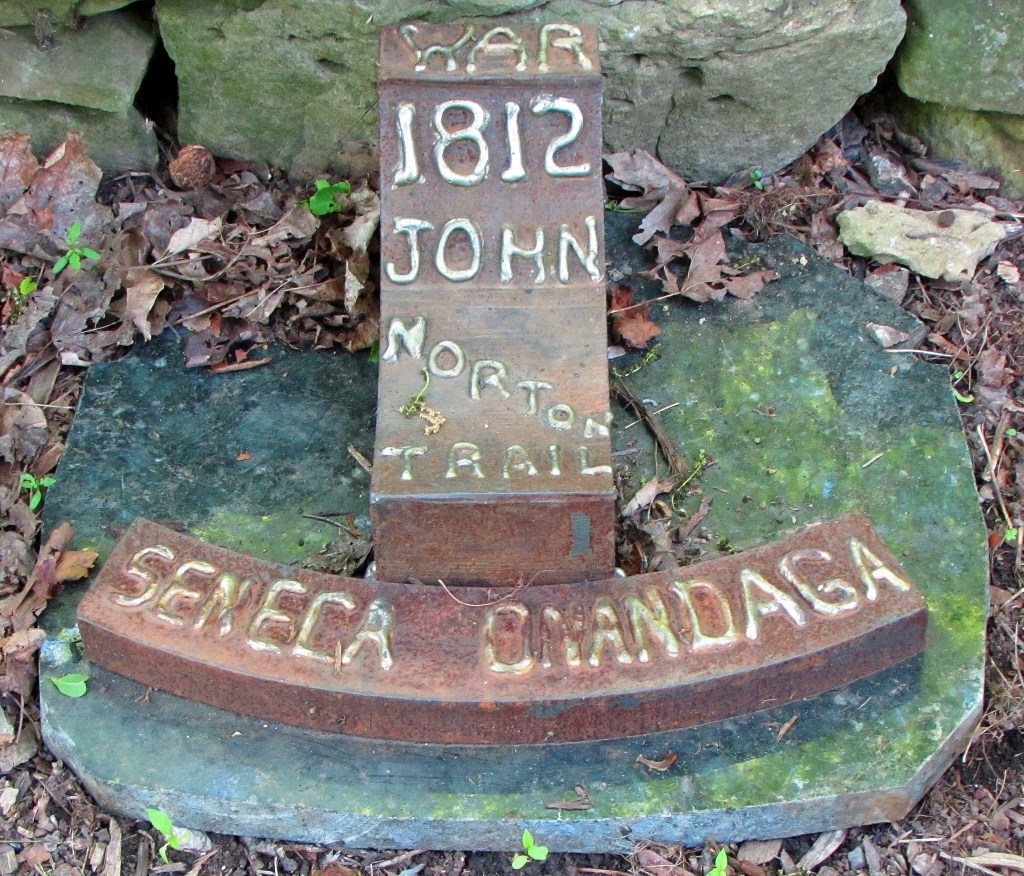 WAR
1812
JOHN
NORTON
TRAIL
SENECA ONANDAGA